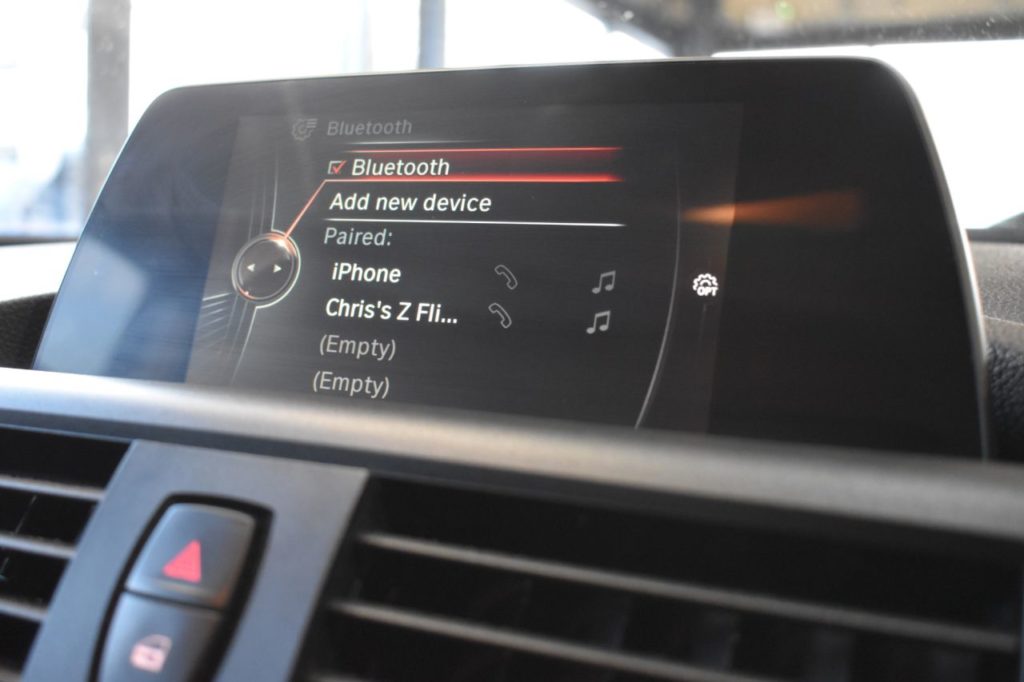 Bluetooth
Bluetooth
Add new device
Paired:
iPhone
Chris's Z Fli...
(Empty)
(Empty)
OPT